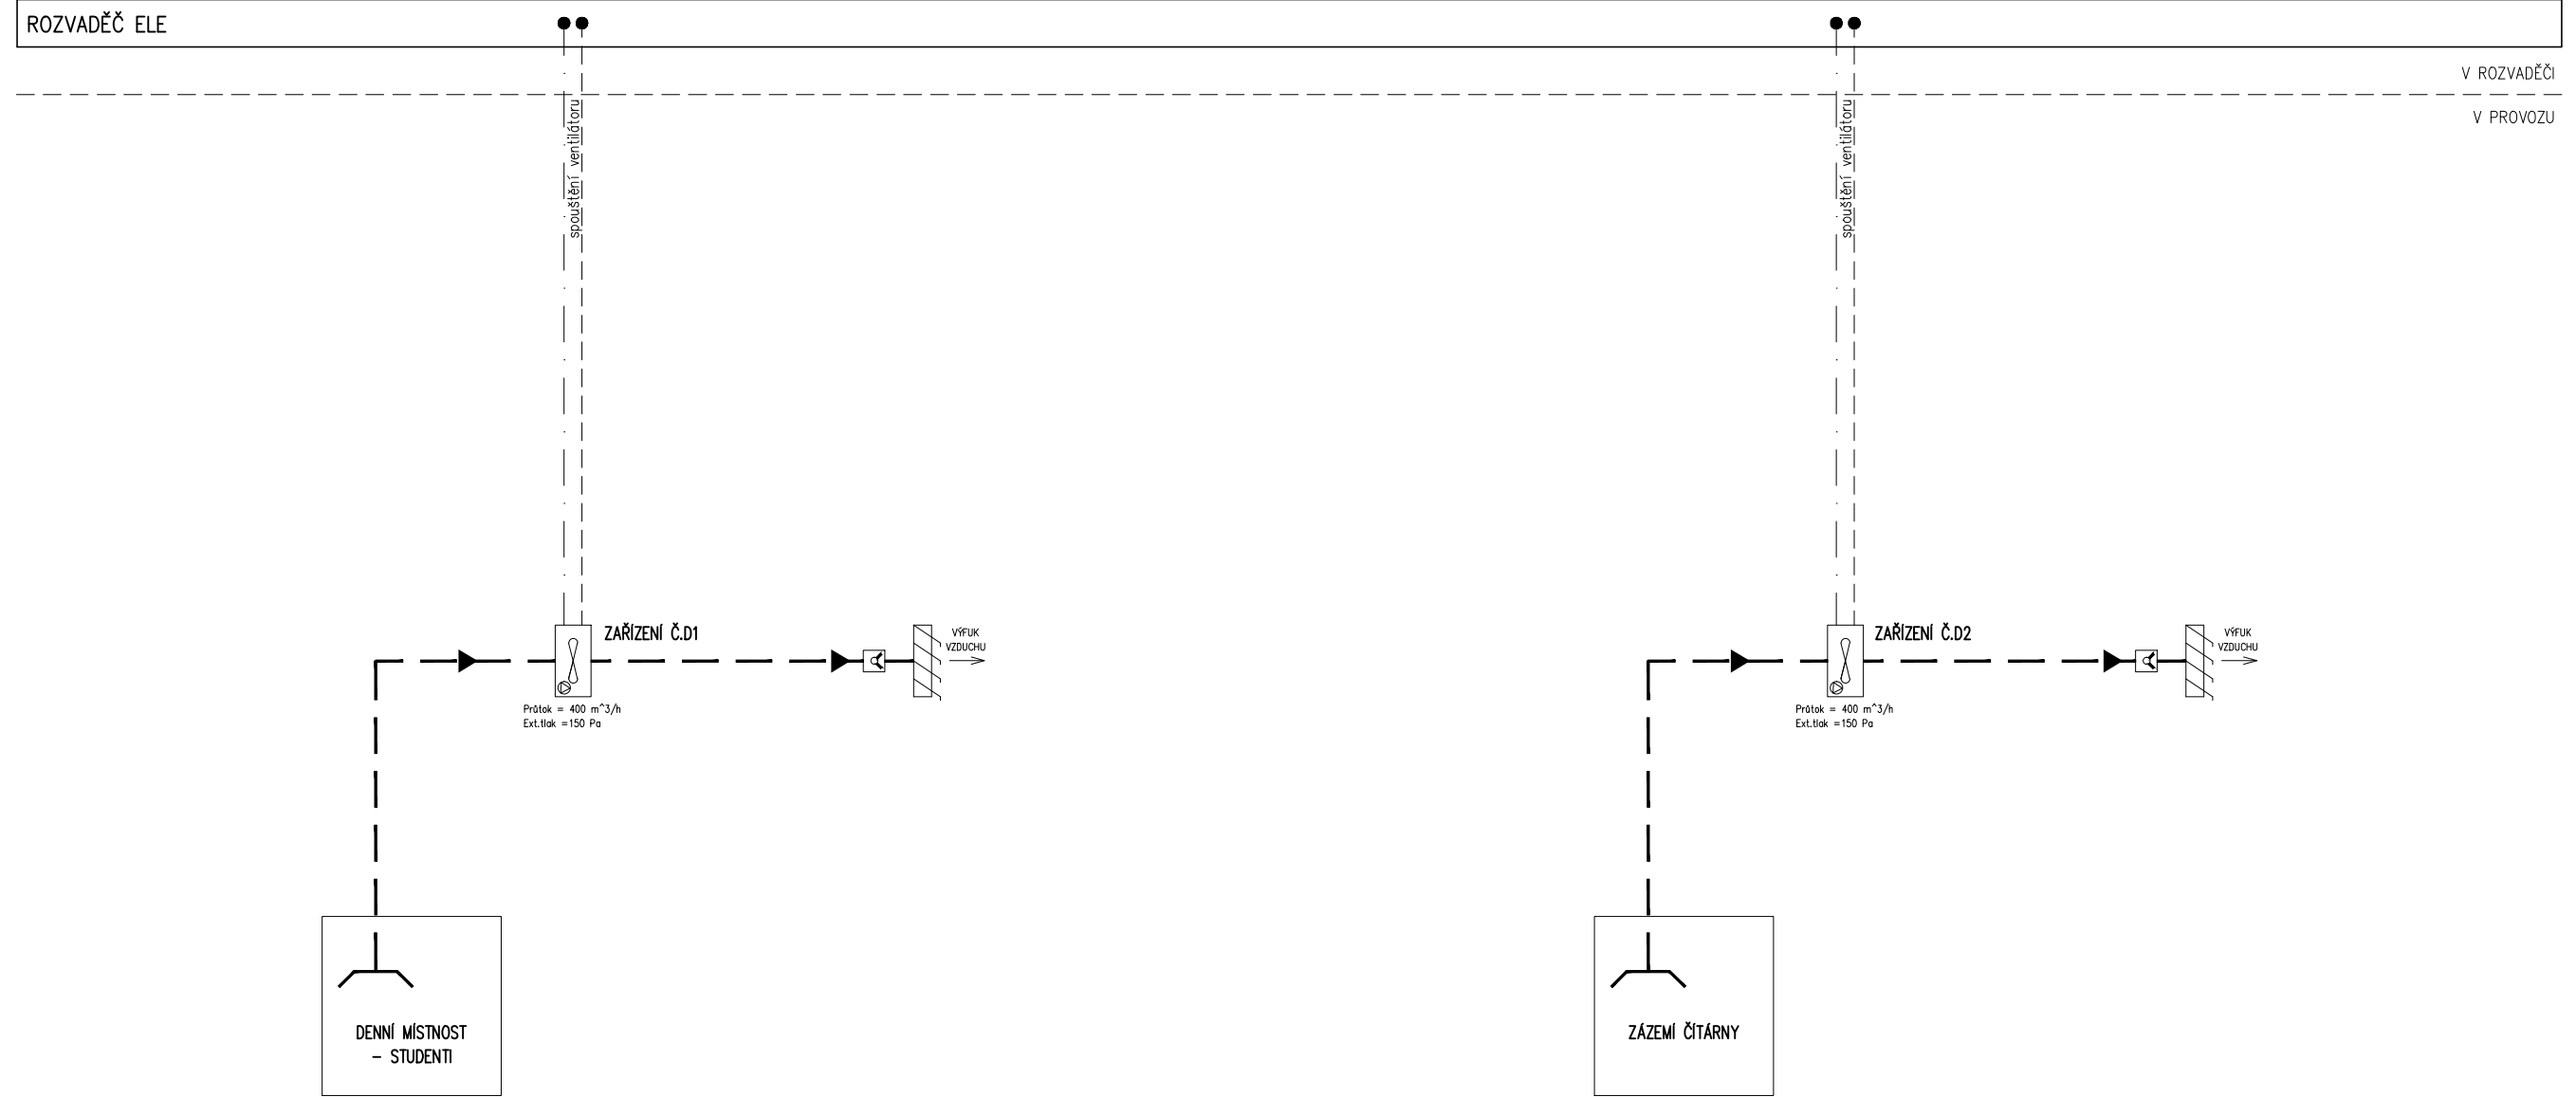 ROZVADĚČ ELE
V ROZVADĚČI
V PROVOZU
spouštění ventilátoru
spouštění ventilátoru
ZAŘÍZENÍ Č.D1
VÝFUK
VZDUCHU
Průtok = 400 m^3/h
Ext.tlak =150 Pa
ZAŘÍZENÍ Č.D2
VÝFUK
VZDUCHU
Průtok = 400 m^3/h
Ext.tlak =150 Pa
DENNÍ MÍSTNOST
- STUDENTI
ZÁZEMÍ ČÍTÁRNY